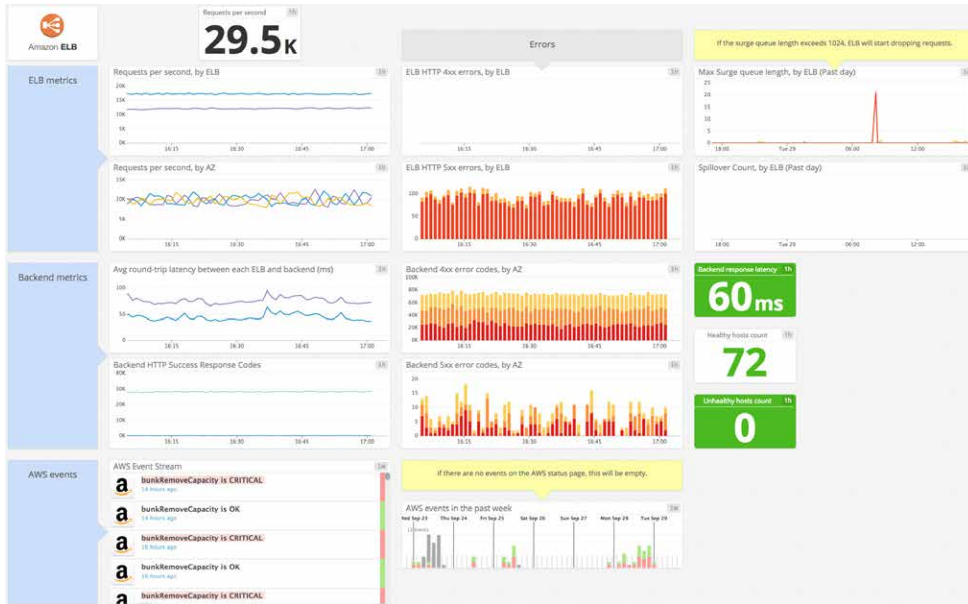 Amazon ELB
Requests per second 1h
29.5K
Errors
If the surge queue length exceeds 1024, ELB will start dropping requests.
ELB metrics
Requests per second, by ELB 1h
20K
15K
10K
5K
0K
16:15 16:30 16:45 17:00
ELB HTTP 4xx errors, by ELB 1h
16:15 16:30 16:45 17:00
Max Surge queue length, by ELB (Past day)
25
20
15
10
5
0
18:00 Tue 29 06:00 12:00
Requests per second, by AZ 1h
15K
10K
5K
0K
16:15 16:30 16:45 17:00
ELB HTTP 5xx errors, by ELB 1h
100
50
0
16:15 16:30 16:45 17:00
Spillover Count, by ELB (Past day)
18:00 Tue 29 06:00 12:00
Backend metrics
Avg round-trip latency between each ELB and backend (ms) 1h
100
50
0
16:15 16:30 16:45 17:00
Backend 4xx error codes, by AZ 1h
100K
80K
60K
40K
20K
0K
16:15 16:30 16:45 17:00
Backend response latency 1h
60ms
Healthy hosts count 1h
72
Backend HTTP Success Response Codes 1h
40K
30K
20K
10K
0K
16:15 16:30 16:45 17:00
Backend 5xx error codes, by AZ 1h
20
15
10
5
0
16:15 16:30 16:45 17:00
Unhealthy hosts count 1h
0
AWS events
AWS Event Stream 1w
bunkRemoveCapacity is CRITICAL
14 hours ago
bunkRemoveCapacity is OK
14 hours ago
bunkRemoveCapacity is CRITICAL
16 hours ago
bunkRemoveCapacity is OK
16 hours ago
bunkRemoveCapacity is CRITICAL
If there are no events on the AWS status page, this will be empty.
AWS events in the past week 1w
Wed Sep 23 Thu Sep 24 Fri Sep 25 Sat Sep 26 Sun Sep 27 Mon Sep 28 Tue Sep 29
events